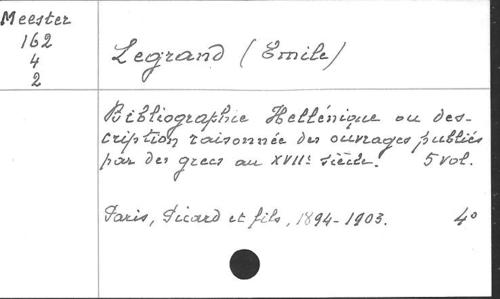 Meester
162
4
2
Legrand (Emile)
Bibliographie Hellénique ou des-
cription raisonnée des ouvrages publiés
par des grecs au XVIIe siècle. 5 vol.
Paris, Picard et fils, 1894-1903. 4°